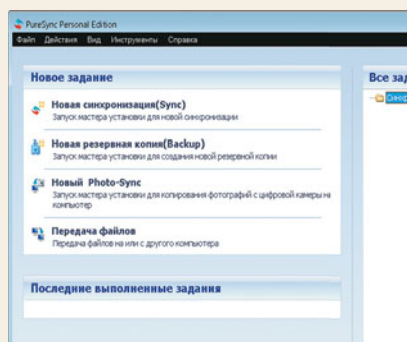 PureSync Personal Edition
Файл Действия Вид Инструменты Справка
Новое задание
Новая синхронизация(Sync)
Запуск мастера установки для новой синхронизации
Новая резервная копия(Backup)
Запуск мастера установки для создания новой резервной копии
Новый Photo-Sync
Запуск мастера установки для копирования фотографий с цифровой камеры на
компьютер
Передача файлов
Передача файлов на или с другого компьютера
Последние выполненные задания
Все зад
Синхр